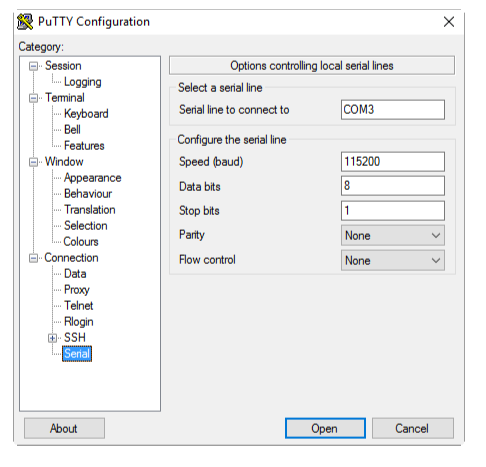 PuTTY Configuration
Category:
Session
Logging
Terminal
Keyboard
Bell
Features
Window
Appearance
Behaviour
Translation
Selection
Colours
Connection
Data
Proxy
Telnet
Rlogin
SSH
Serial
Options controlling local serial lines
Select a serial line
Serial line to connect to COM3
Configure the serial line
Speed (baud) 115200
Data bits 8
Stop bits 1
Parity None
Flow control None
About Open Cancel